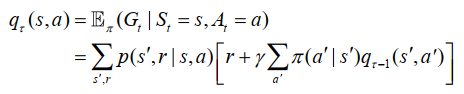 q_τ(s,a) = 𝔼_π(G_t | S_t = s, A_t = a)
= ∑_{s',r} p(s',r | s,a)[r + γ∑_{a'} π(a' | s')q_{τ-1}(s',a')]